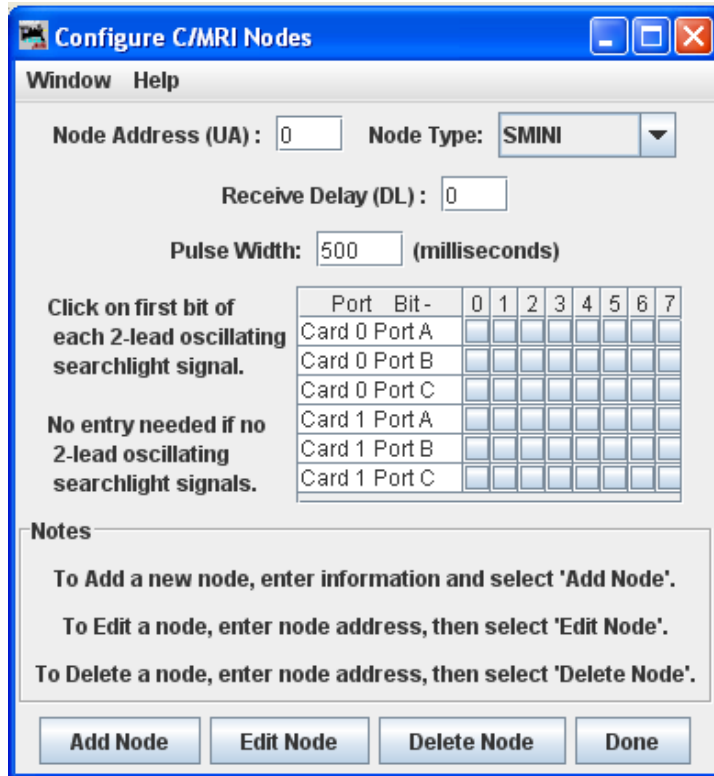 Configure C/MRI Nodes
Window Help
Node Address (UA) : 0 Node Type: SMINI
Receive Delay (DL) : 0
Pulse Width: 500 (milliseconds)
Click on first bit of
each 2-lead oscillating
searchlight signal.
No entry needed if no
2-lead oscillating
searchlight signals.
Port Bit - 0 1 2 3 4 5 6 7
Card 0 Port A
Card 0 Port B
Card 0 Port C
Card 1 Port A
Card 1 Port B
Card 1 Port C
Notes
To Add a new node, enter information and select 'Add Node'.
To Edit a node, enter node address, then select 'Edit Node'.
To Delete a node, enter node address, then select 'Delete Node'.
Add Node Edit Node Delete Node Done